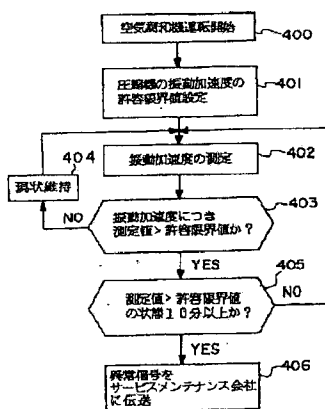 空気調和機運転開始
400
圧縮機の振動加速度の
許容限界値設定
401
振動加速度の測定
402
404
現状維持
NO
振動加速度につき
測定値>許容限界値か?
403
YES
測定値>許容限界値
の状態10分以上か?
405
NO
YES
異常信号を
サービスメンテナンス会社
に伝送
406